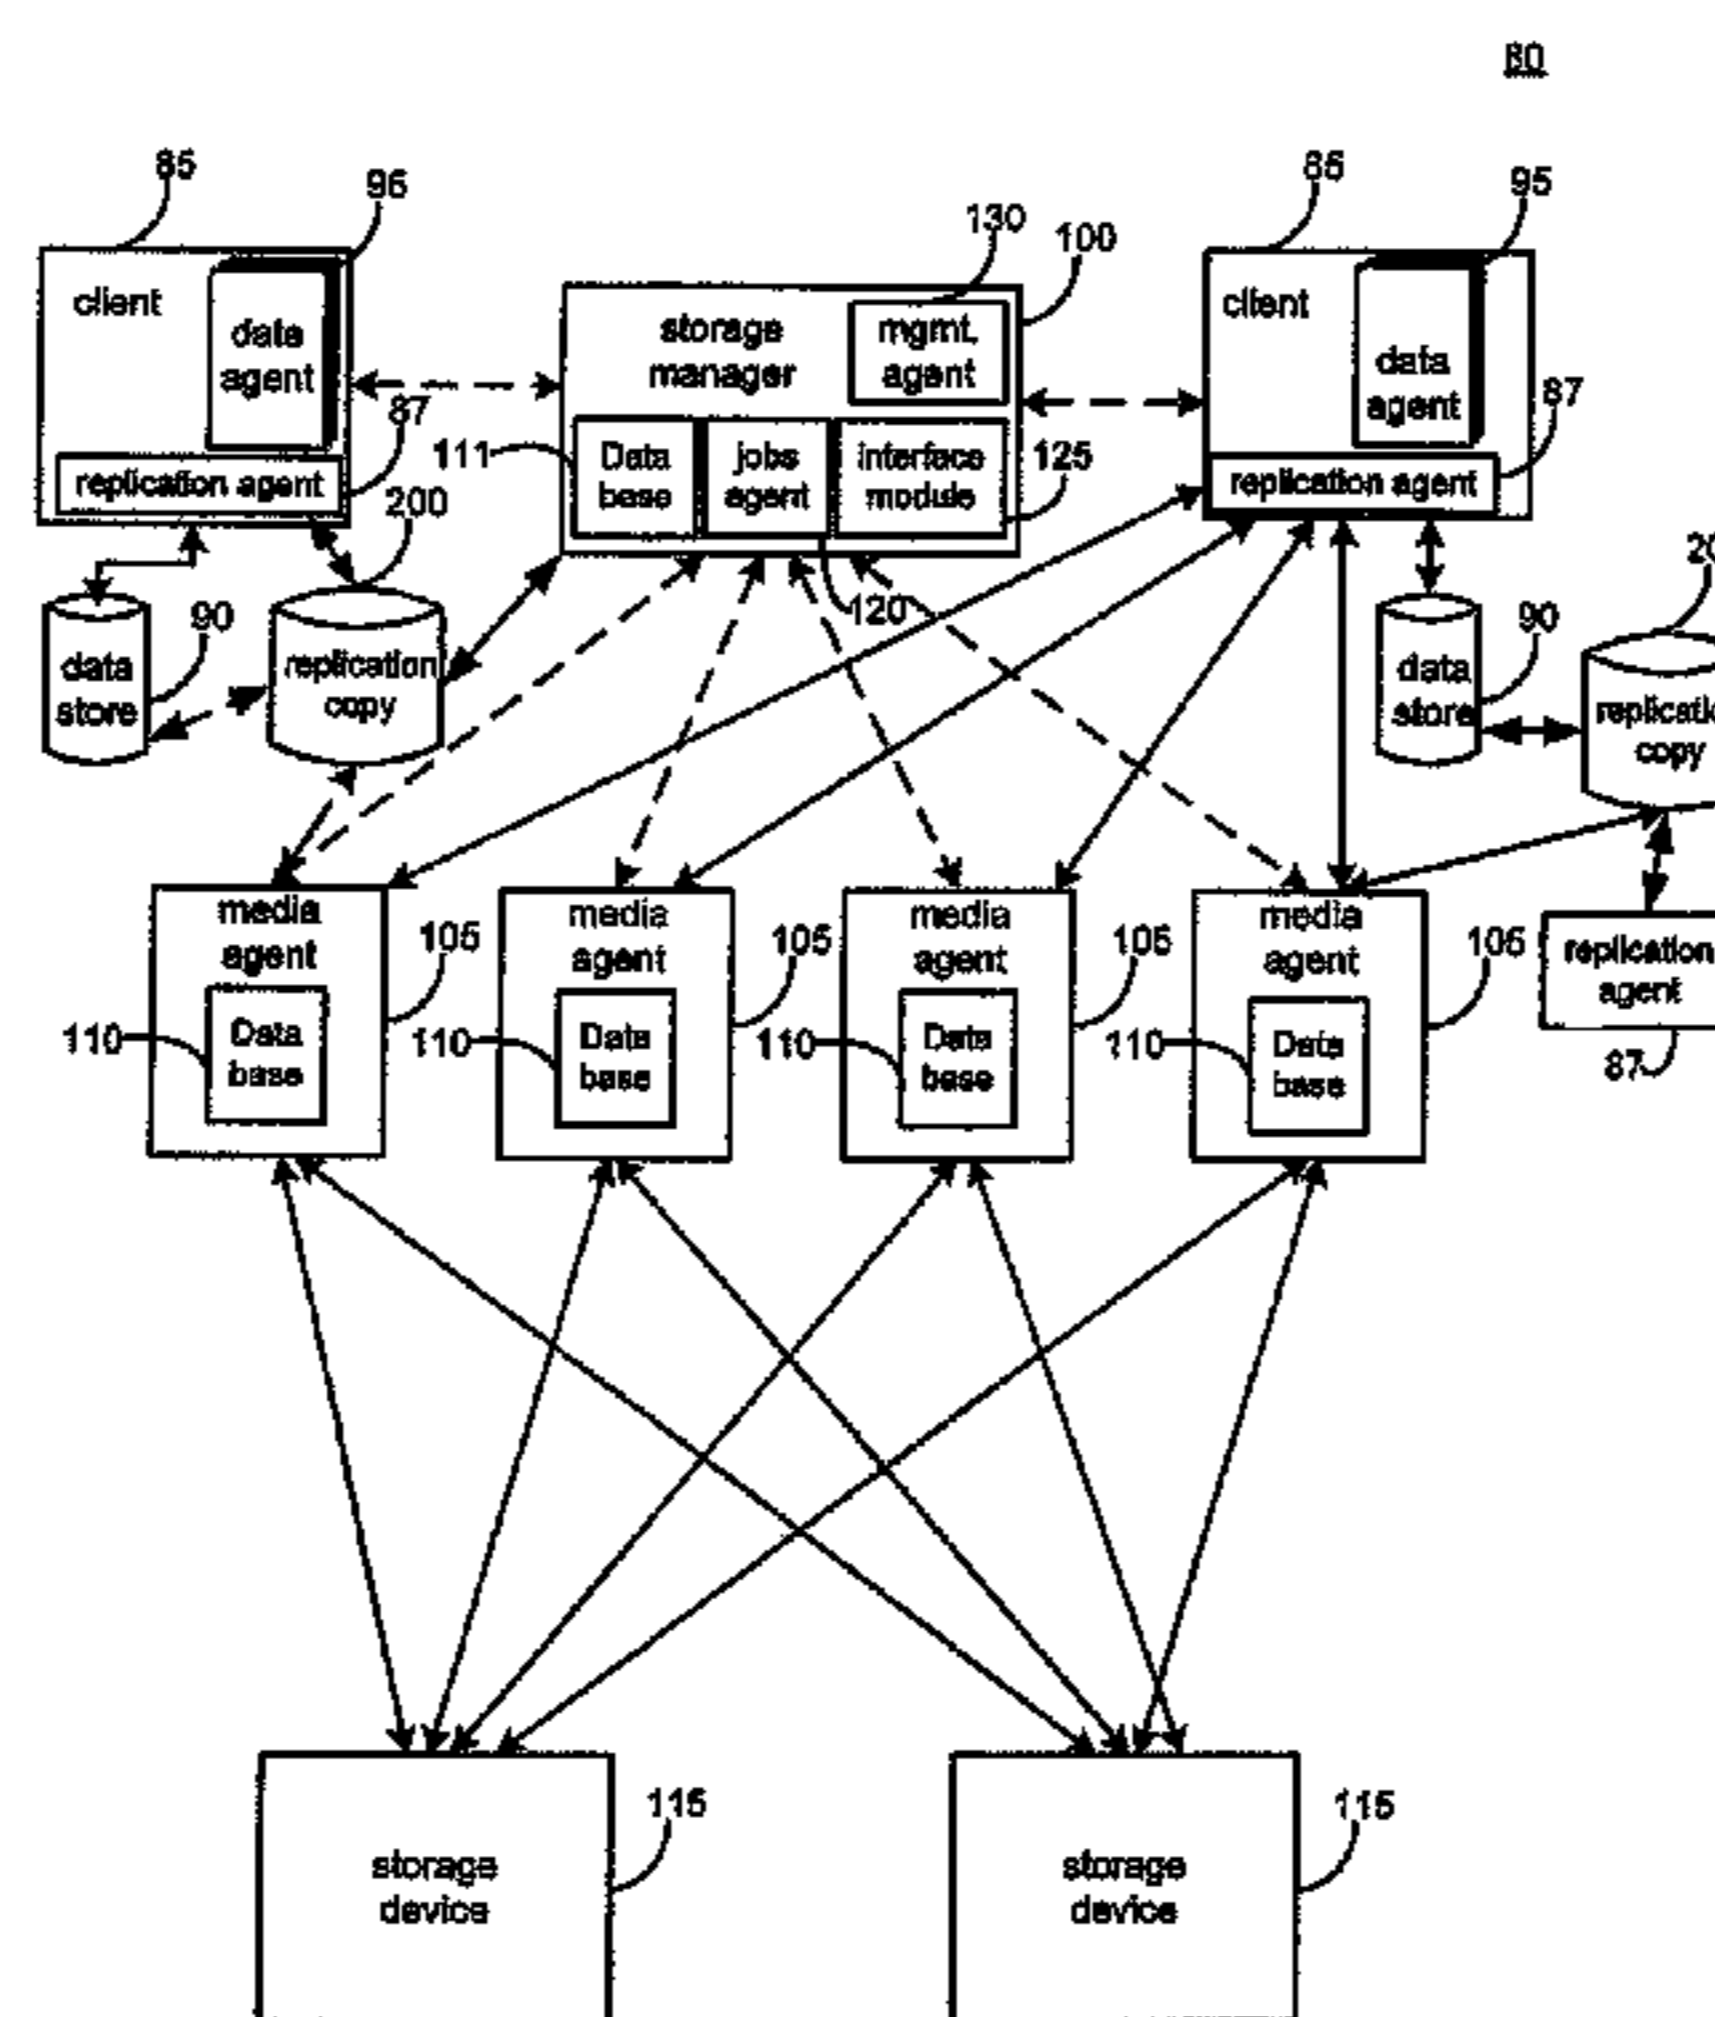 80
85
95
130
100
85
95
client
data
agent
storage
manager
mgmt.
agent
client
data
agent
87
87
111
Data
base
jobs
agent
interface
module
125
replication agent
200
replication agent
120
90
data
store
replication
copy
90
data
store
copy
media
agent
105
media
agent
105
media
agent
105
media
agent
105
replication
agent
110
Data
base
110
Data
base
110
Data
base
110
Data
base
87
115
115
storage
device
storage
device